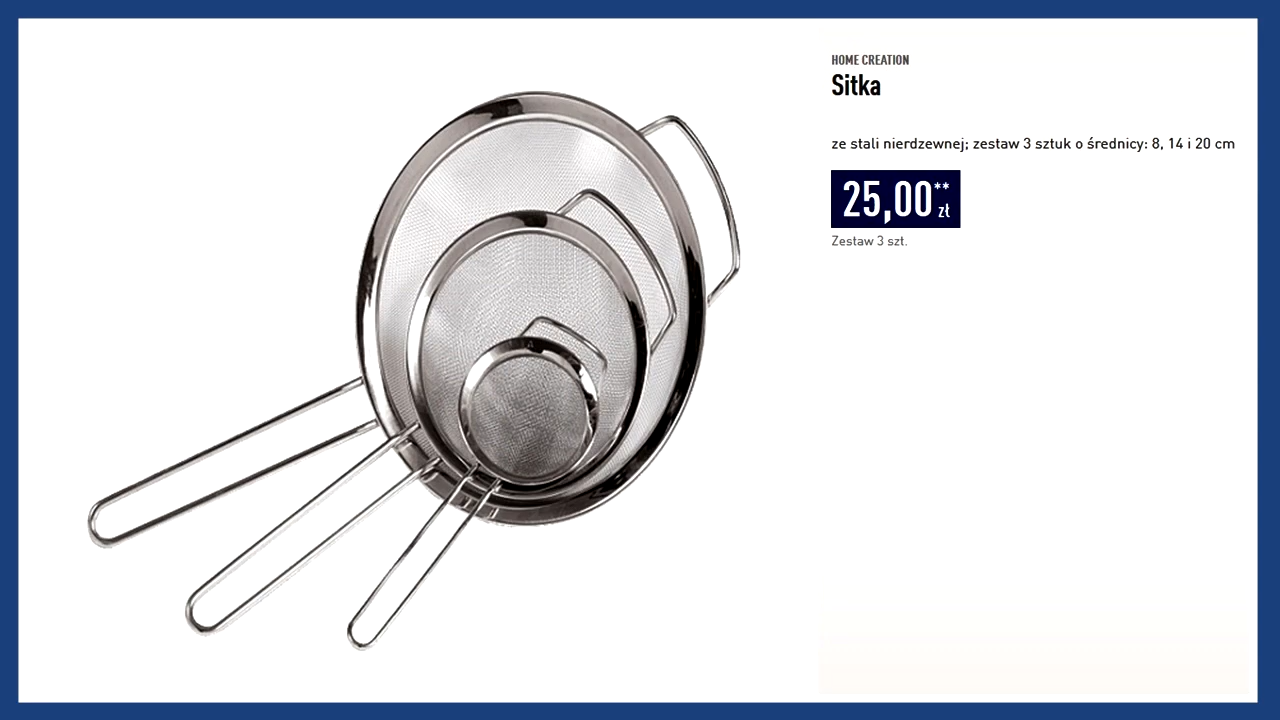 HOME CREATION
Sitka
ze stali nierdzewnej; zestaw 3 sztuk o średnicy: 8, 14 i 20 cm
25,00** zł
Zestaw 3 szt.